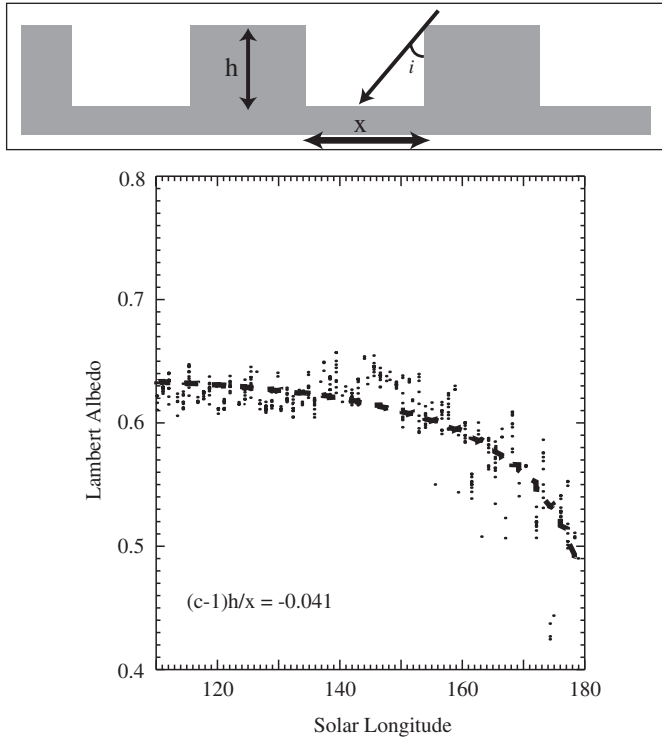 h
i
x
0.8
0.7
0.6
0.5
0.4
Lambert Albedo
(c-1)h/x = -0.041
120
140
160
180
Solar Longitude